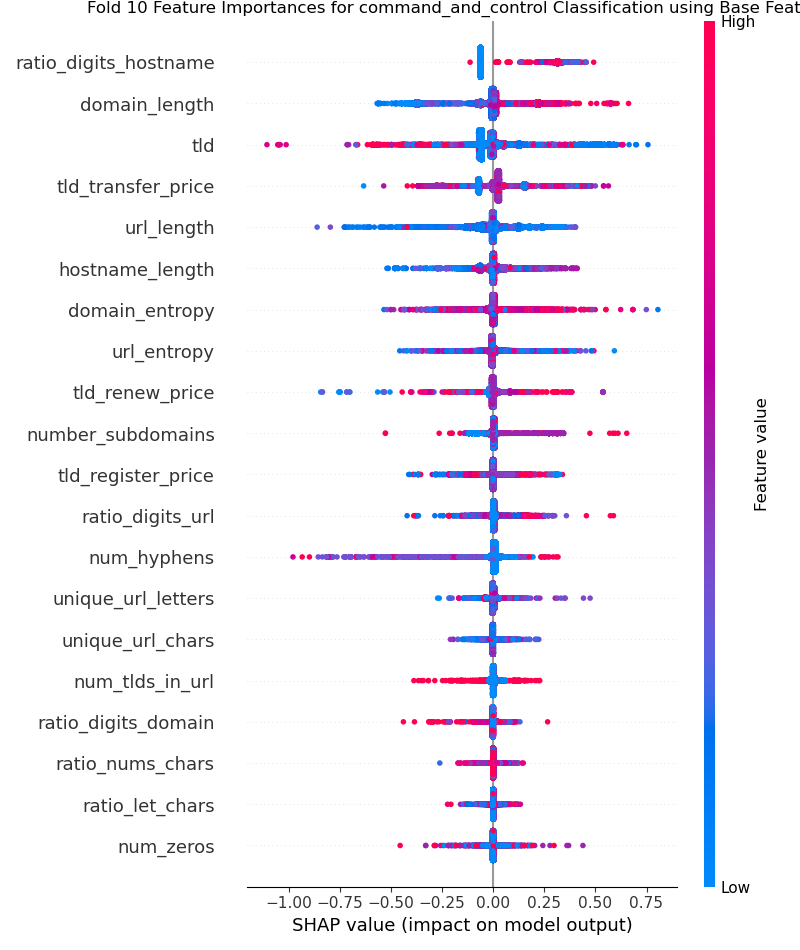 Fold 10 Feature Importances for command_and_control Classification using Base Feat
High
ratio_digits_hostname
domain_length
tld
tld_transfer_price
url_length
hostname_length
domain_entropy
url_entropy
tld_renew_price
number_subdomains
tld_register_price
ratio_digits_url
num_hyphens
unique_url_letters
unique_url_chars
num_tlds_in_url
ratio_digits_domain
ratio_nums_chars
ratio_let_chars
num_zeros
Feature value
Low
−1.00 −0.75 −0.50 −0.25 0.00 0.25 0.50 0.75
SHAP value (impact on model output)